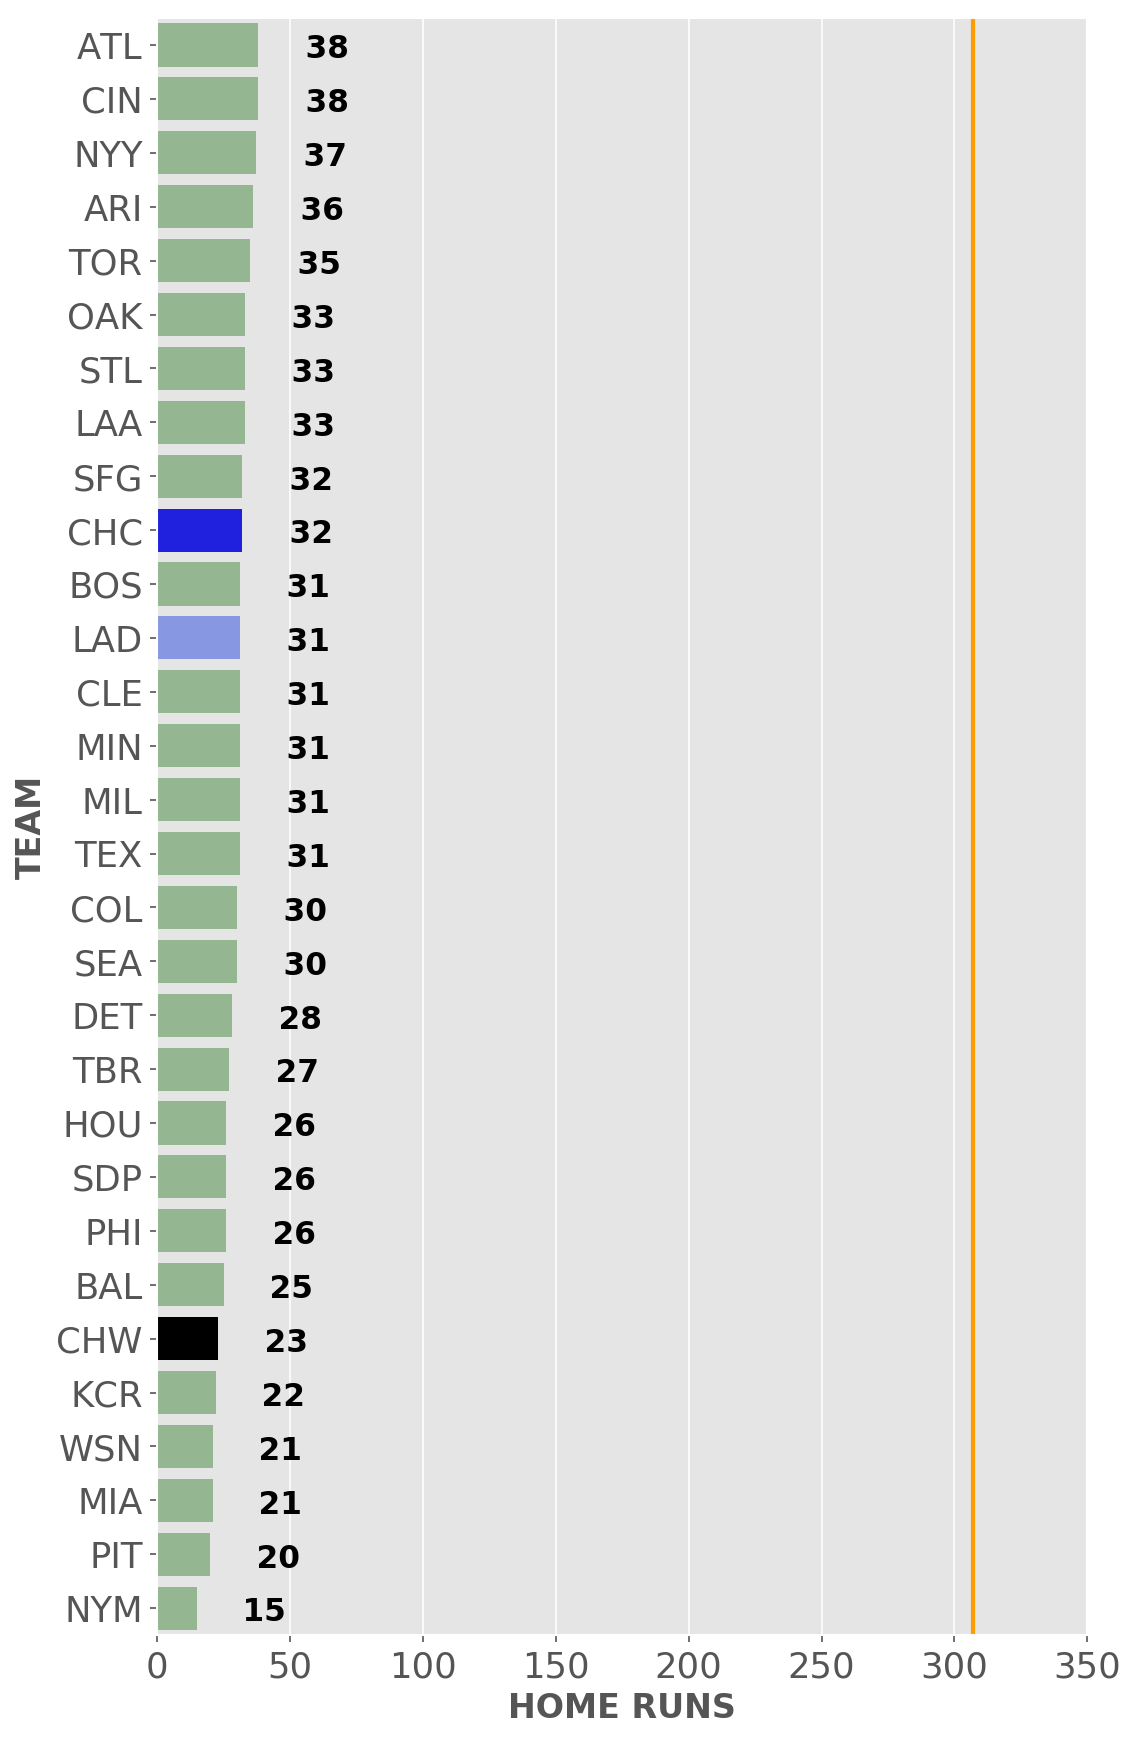 ATL 38
CIN 38
NYY 37
ARI 36
TOR 35
OAK 33
STL 33
LAA 33
SFG 32
CHC 32
BOS 31
LAD 31
CLE 31
MIN 31
MIL 31
TEX 31
COL 30
SEA 30
DET 28
TBR 27
HOU 26
SDP 26
PHI 26
BAL 25
CHW 23
KCR 22
WSN 21
MIA 21
PIT 20
NYM 15
TEAM
0 50 100 150 200 250 300 350
HOME RUNS